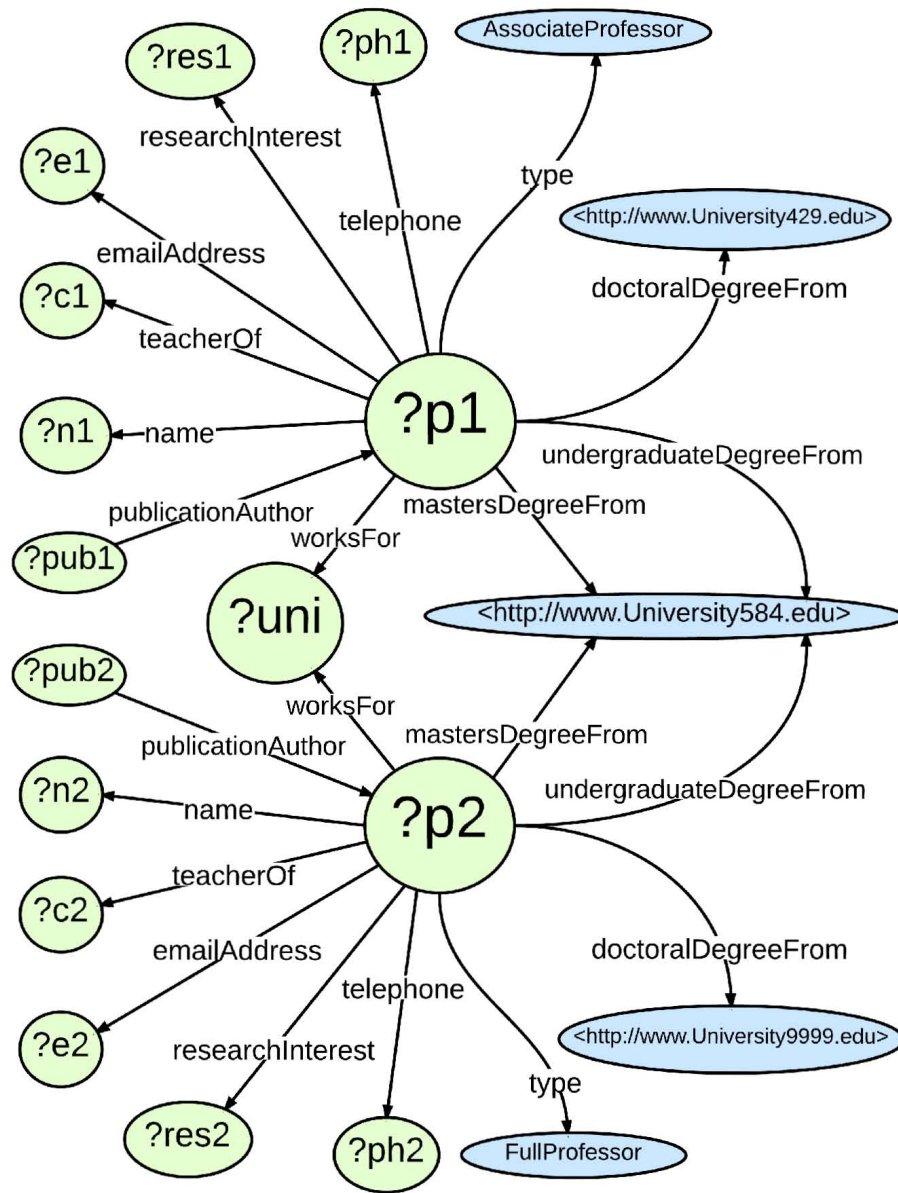 AssociateProfessor
?ph1
?res1
researchInterest
?e1
type
<http://www.University429.edu>
telephone
emailAddress
doctoralDegreeFrom
?c1
teacherOf
?p1
?n1
name
undergraduateDegreeFrom
mastersDegreeFrom
publicationAuthor
worksFor
?pub1
<http://www.University584.edu>
?uni
?pub2
worksFor
mastersDegreeFrom
publicationAuthor
undergraduateDegreeFrom
?n2
name
?p2
teacherOf
?c2
emailAddress
doctoralDegreeFrom
telephone
<http://www.University9999.edu>
?e2
researchInterest
type
?res2
?ph2
FullProfessor